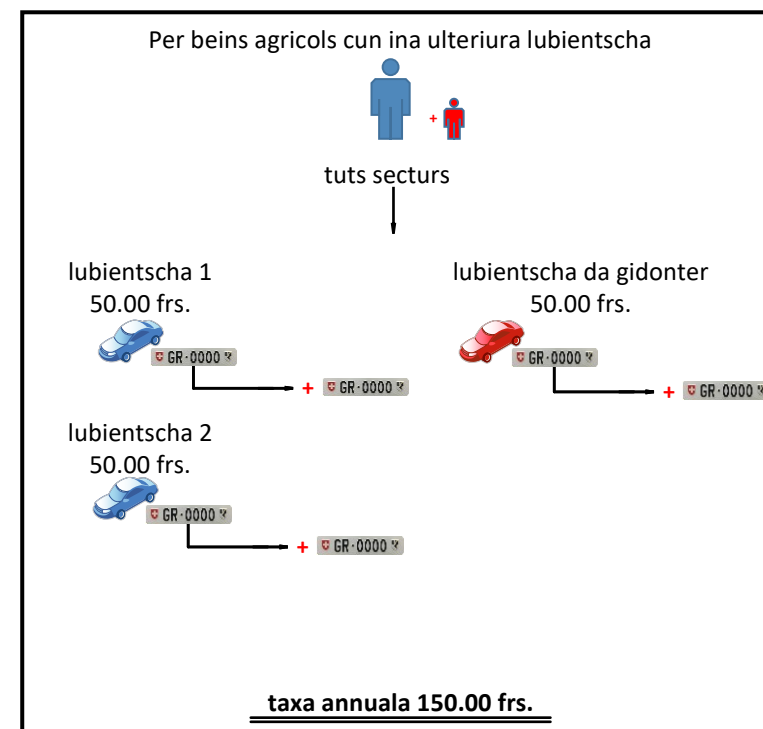 Per beins agricols cun ina ulteriura lubientscha
+
tuts secturs
lubientscha 1
50.00 frs.
GR·0000
+ GR·0000
lubientscha da gidonter
50.00 frs.
GR·0000
+ GR·0000
lubientscha 2
50.00 frs.
GR·0000
+ GR·0000
taxa annuala 150.00 frs.